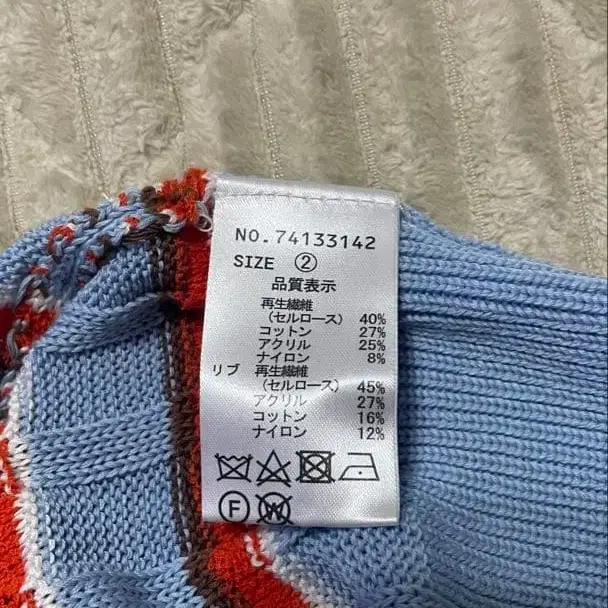 NO.74133142
SIZE ②
品質表示
再生繊維
(セルロース) 40%
コットン 27%
アクリル 25%
ナイロン 8%
リブ 再生繊維
(セルロース) 45%
アクリル 27%
コットン 16%
ナイロン 12%
F W